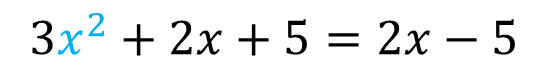 3x² + 2x + 5 = 2x − 5